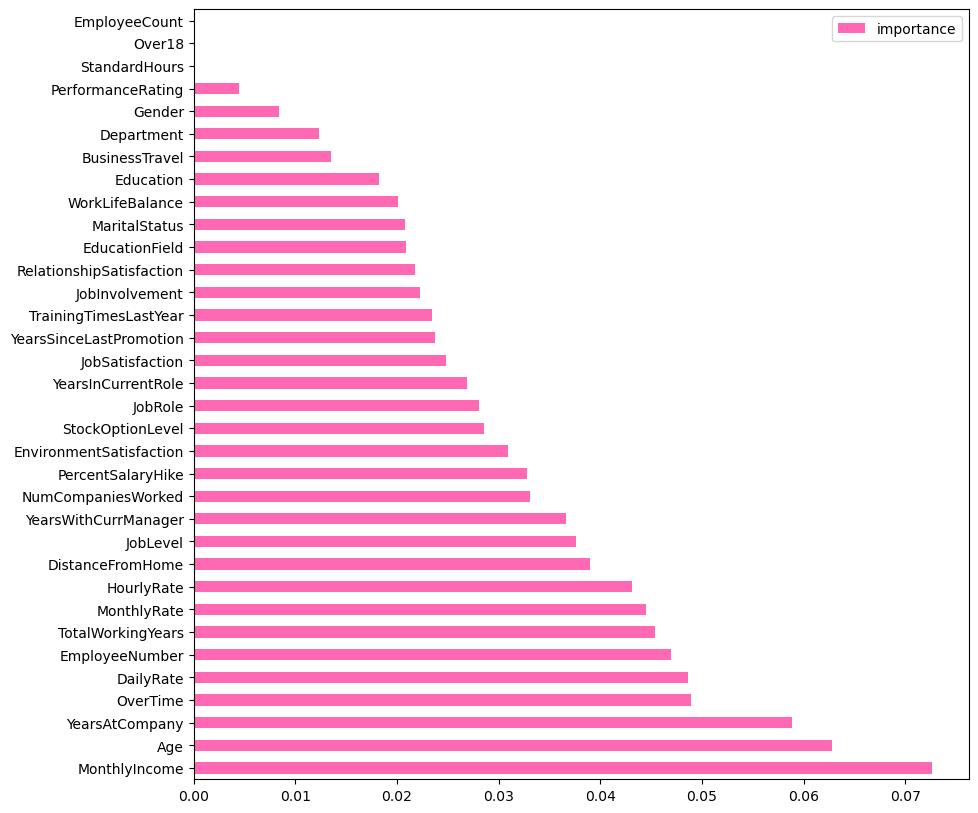 EmployeeCount
Over18
StandardHours
PerformanceRating
Gender
Department
BusinessTravel
Education
WorkLifeBalance
MaritalStatus
EducationField
RelationshipSatisfaction
JobInvolvement
TrainingTimesLastYear
YearsSinceLastPromotion
JobSatisfaction
YearsInCurrentRole
JobRole
StockOptionLevel
EnvironmentSatisfaction
PercentSalaryHike
NumCompaniesWorked
YearsWithCurrManager
JobLevel
DistanceFromHome
HourlyRate
MonthlyRate
TotalWorkingYears
EmployeeNumber
DailyRate
OverTime
YearsAtCompany
Age
MonthlyIncome
importance
0.00 0.01 0.02 0.03 0.04 0.05 0.06 0.07